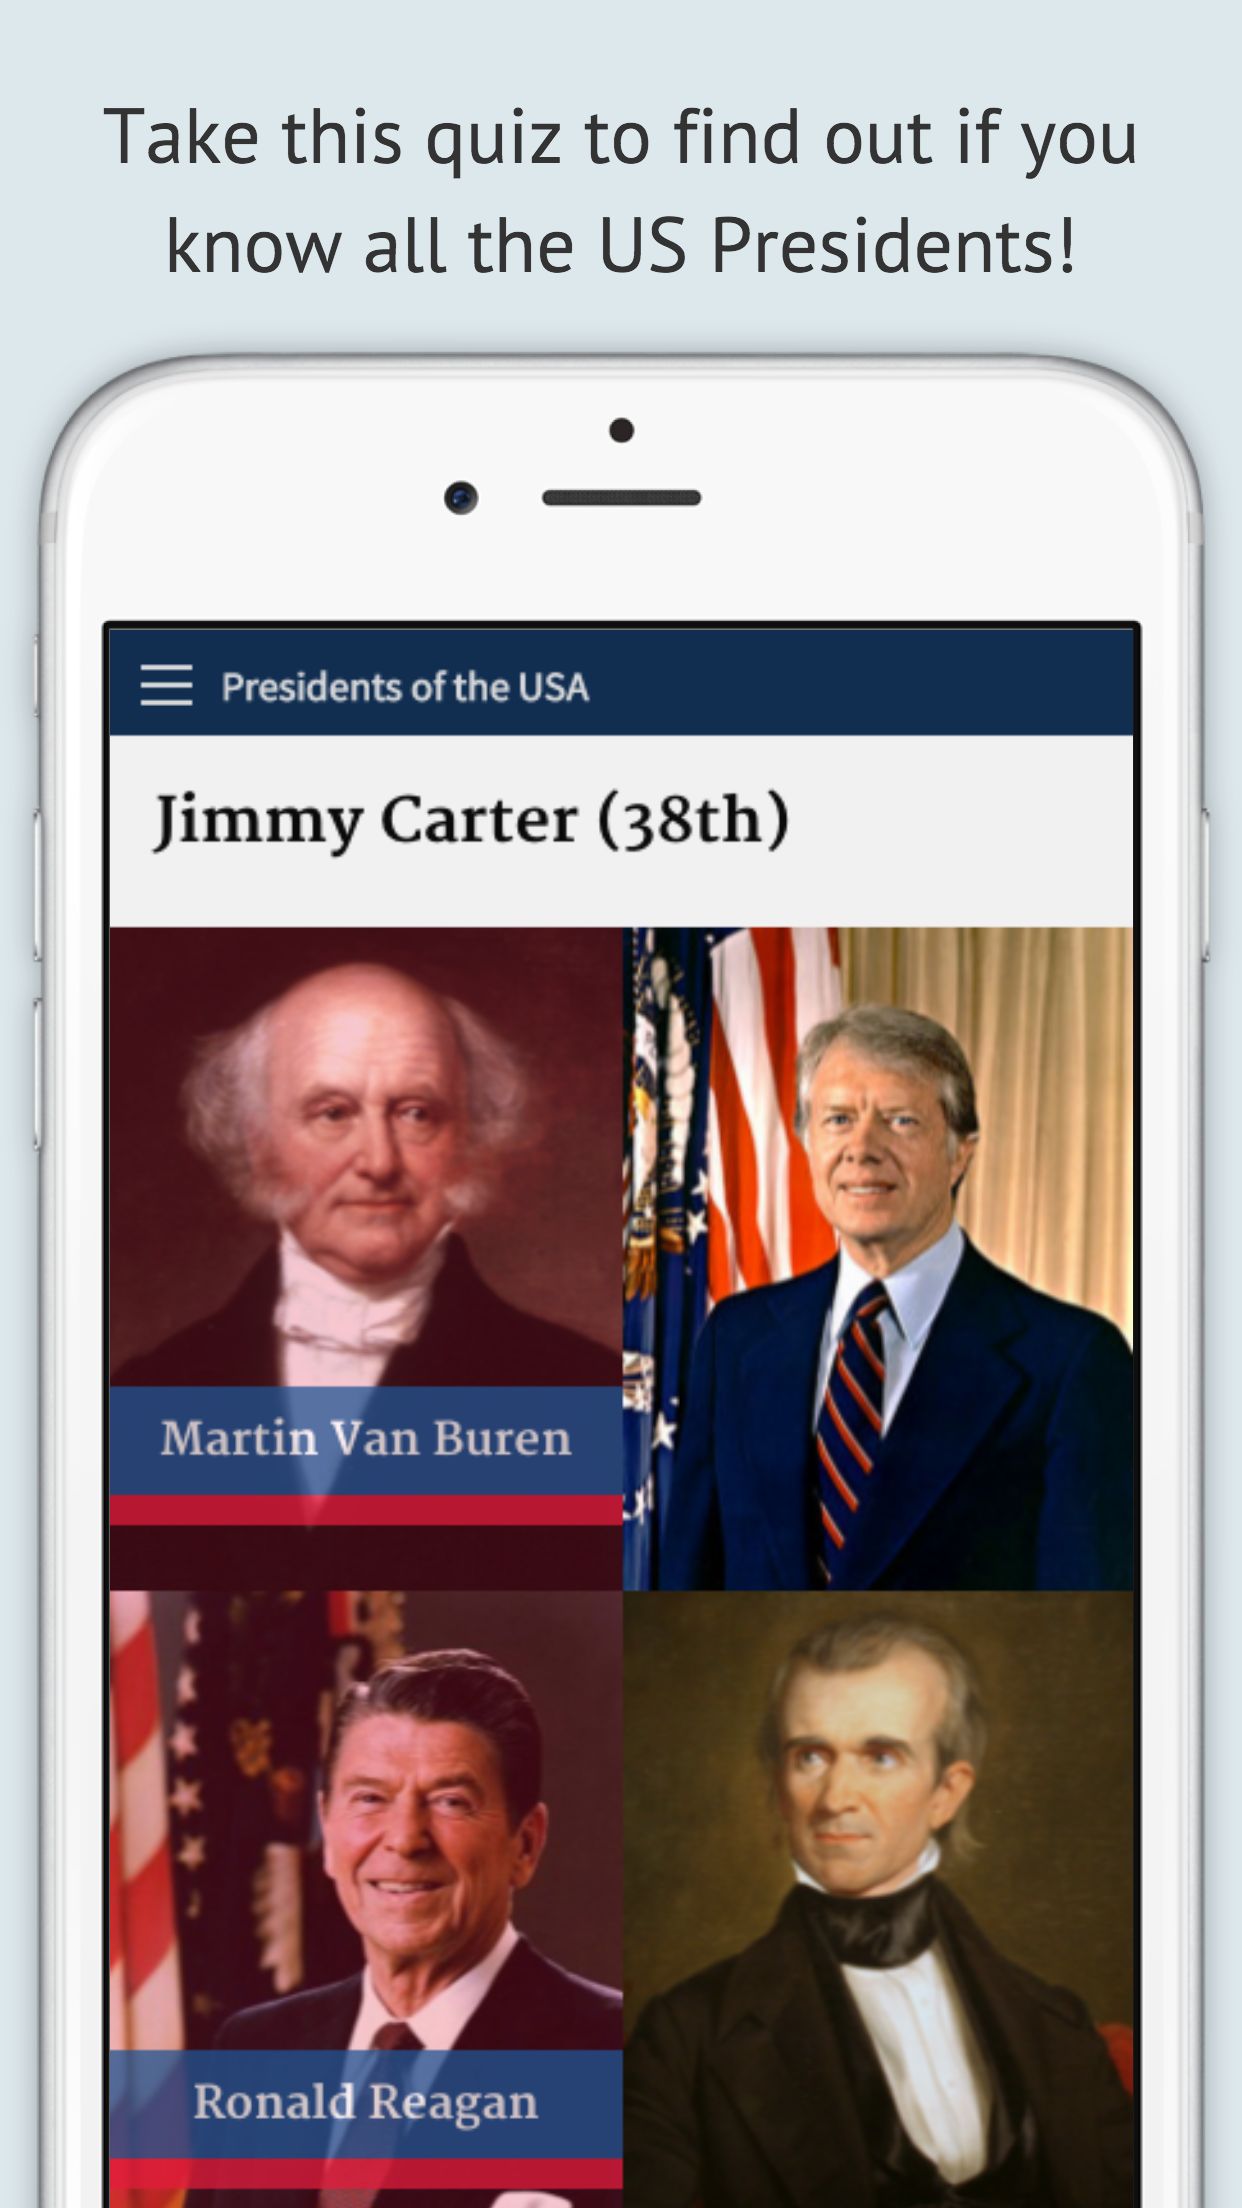 Take this quiz to find out if you
know all the US Presidents!
Presidents of the USA
Jimmy Carter (38th)
Martin Van Buren
Ronald Reagan